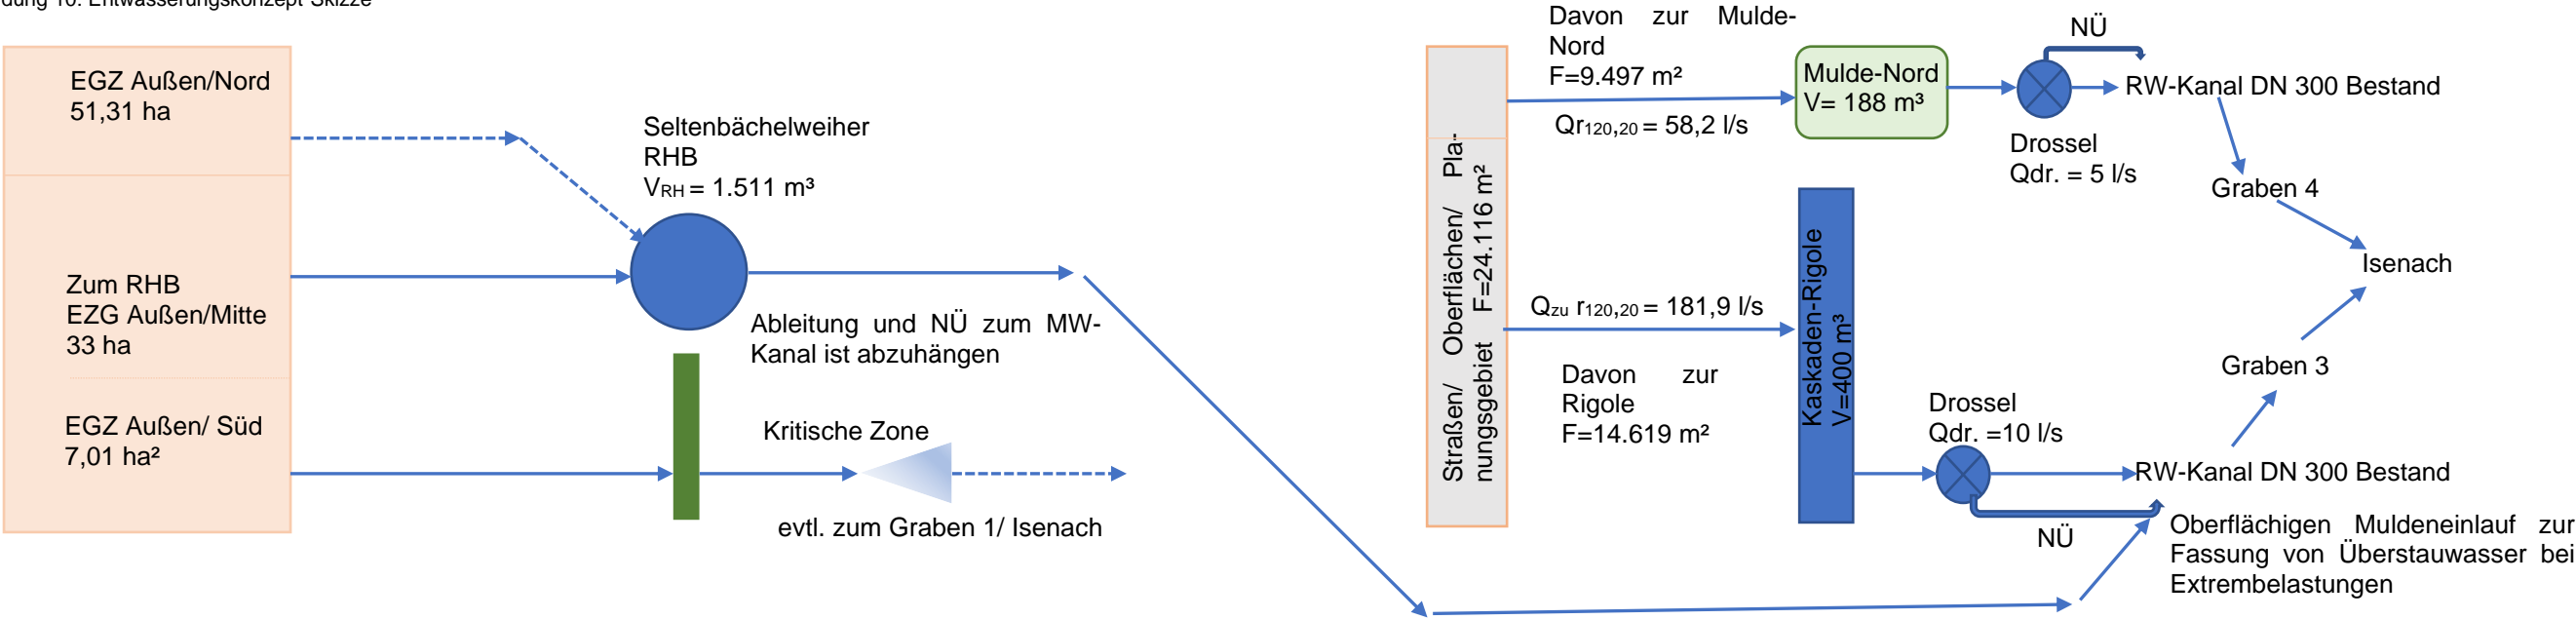 dung 10: Entwässerungskonzept Skizze
EGZ Außen/Nord
51,31 ha
Zum RHB
EZG Außen/Mitte
33 ha
EGZ Außen/ Süd
7,01 ha²
Seltenbächelweiher
RHB
VRH = 1.511 m³
Ableitung und NÜ zum MW-
Kanal ist abzuhängen
Kritische Zone
evtl. zum Graben 1/ Isenach
Straßen/ Oberflächen/ Pla-
nungsgebiet F=24.116 m²
Davon zur Mulde-
Nord
F=9.497 m²
Qr120,20 = 58,2 l/s
Qzu r120,20 = 181,9 l/s
Davon zur
Rigole
F=14.619 m²
Mulde-Nord
V= 188 m³
Kaskaden-Rigole
V=400 m³
NÜ
RW-Kanal DN 300 Bestand
Drossel
Qdr. = 5 l/s
Graben 4
Isenach
Graben 3
Drossel
Qdr. =10 l/s
RW-Kanal DN 300 Bestand
NÜ
Oberflächigen Muldeneinlauf zur
Fassung von Überstauwasser bei
Extrembelastungen